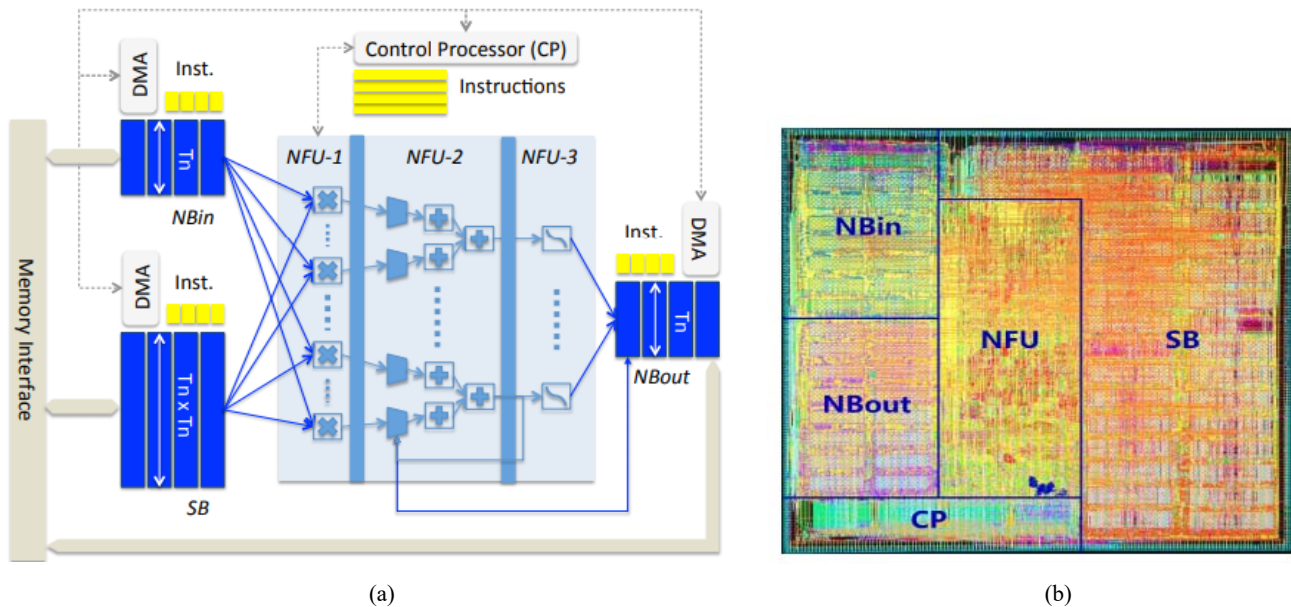 Control Processor (CP)
Instructions
DMA
Inst.
Tn
NBin
DMA
Inst.
Tn x Tn
SB
Memory Interface
NFU-1
NFU-2
NFU-3
Inst.
DMA
Tn
NBout
(a)
NBin
NBout
NFU
SB
CP
(b)